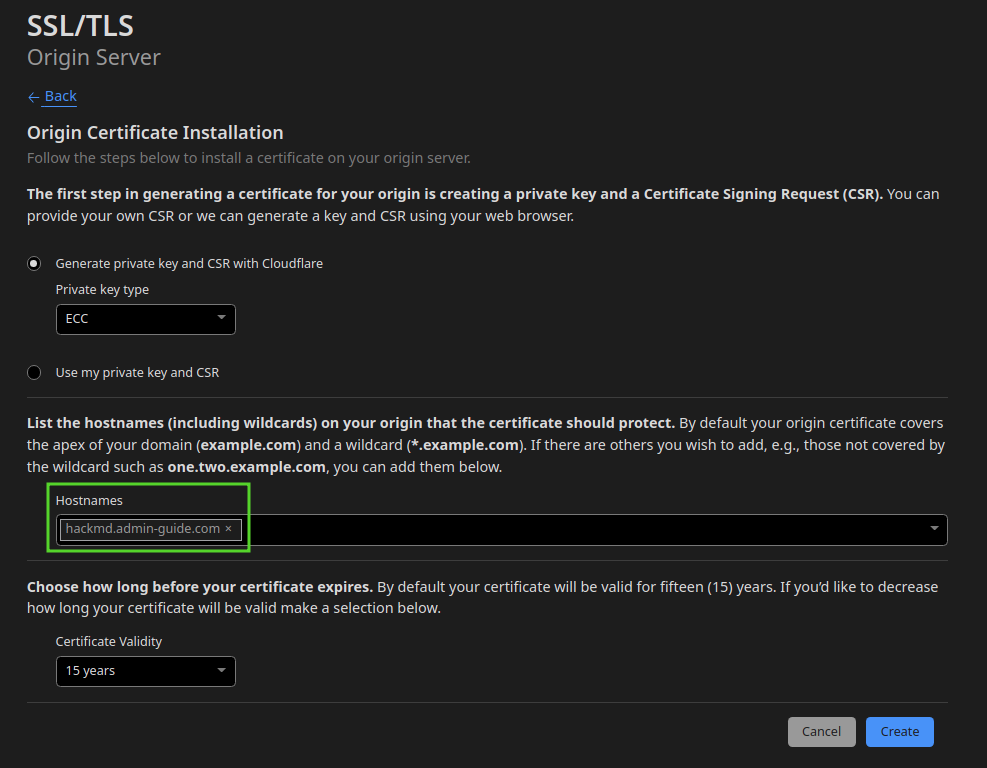 SSL/TLS
Origin Server
← Back
Origin Certificate Installation
Follow the steps below to install a certificate on your origin server.
The first step in generating a certificate for your origin is creating a private key and a Certificate Signing Request (CSR). You can
provide your own CSR or we can generate a key and CSR using your web browser.
Generate private key and CSR with Cloudflare
Private key type
ECC
Use my private key and CSR
List the hostnames (including wildcards) on your origin that the certificate should protect. By default your origin certificate covers
the apex of your domain (example.com) and a wildcard (*.example.com). If there are others you wish to add, e.g., those not covered by
the wildcard such as one.two.example.com, you can add them below.
Hostnames
hackmd.admin-guide.com ×
Choose how long before your certificate expires. By default your certificate will be valid for fifteen (15) years. If you’d like to decrease
how long your certificate will be valid make a selection below.
Certificate Validity
15 years
Cancel Create